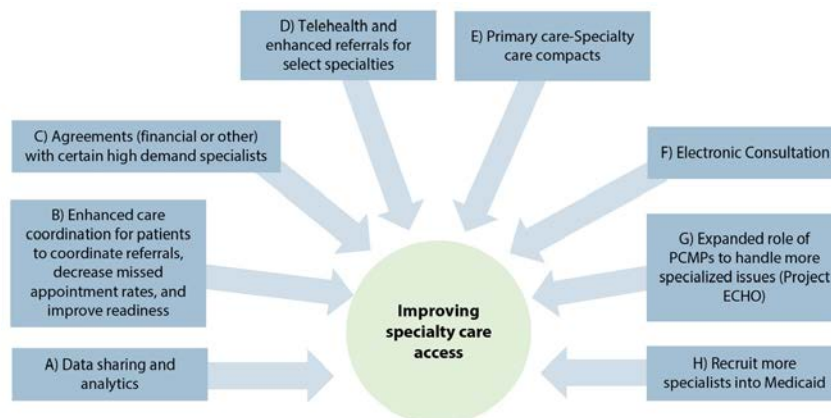 D) Telehealth and
enhanced referrals for
select specialties
E) Primary care-Specialty
care compacts
C) Agreements (financial or other)
with certain high demand specialists
F) Electronic Consultation
B) Enhanced care
coordination for patients
to coordinate referrals,
decrease missed
appointment rates, and
improve readiness
G) Expanded role of
PCMPs to handle more
specialized issues (Project
ECHO)
Improving
specialty care
access
A) Data sharing and
analytics
H) Recruit more
specialists into Medicaid